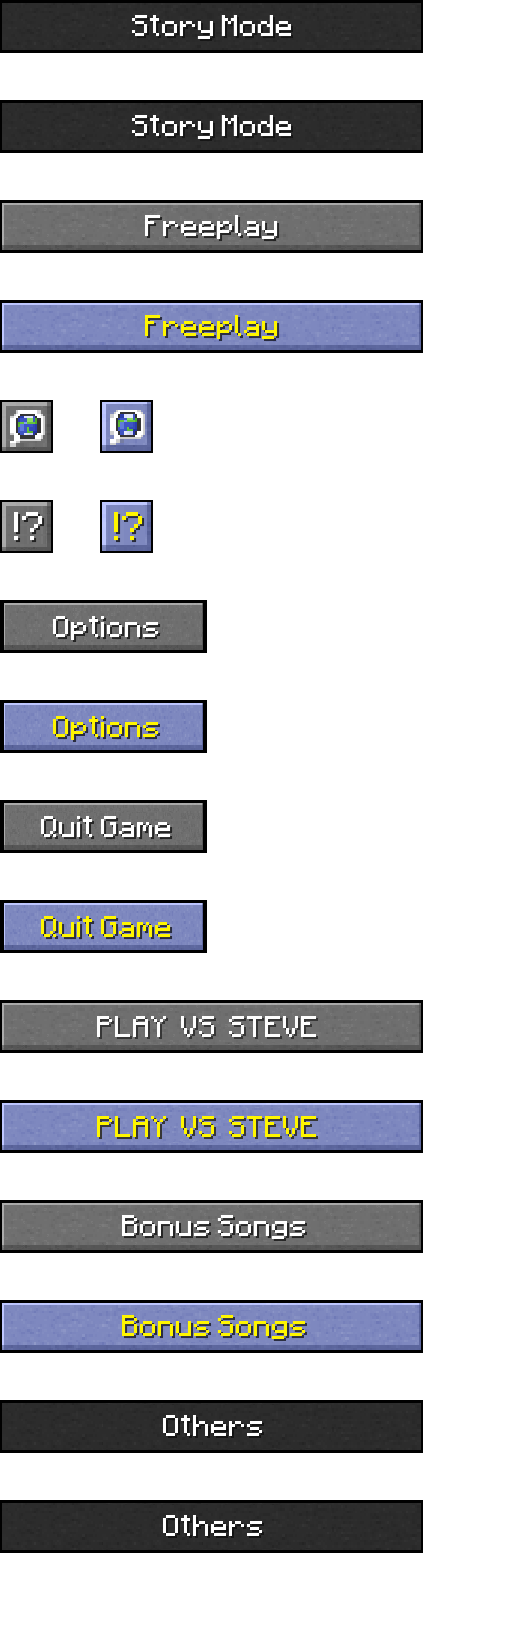 Story Mode
Story Mode
Freeplay
Freeplay
!? !?
Options
Options
Quit Game
Quit Game
PLAY VS STEVE
PLAY VS STEVE
Bonus Songs
Bonus Songs
Others
Others